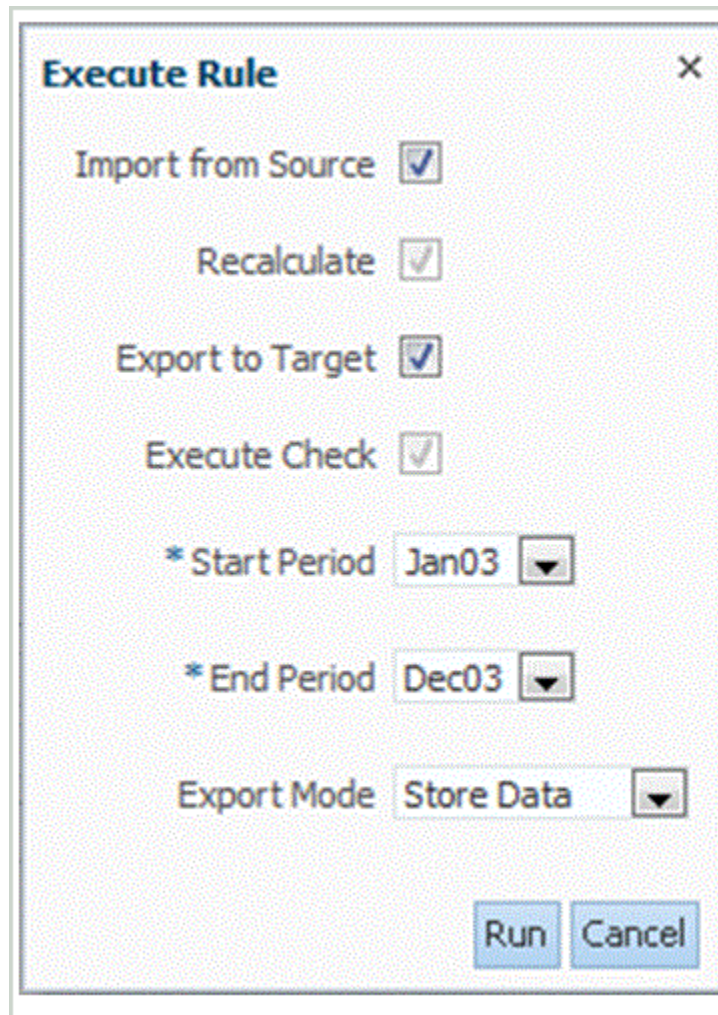 Execute Rule
Import from Source
Recalculate
Export to Target
Execute Check
* Start Period Jan03
* End Period Dec03
Export Mode Store Data
Run Cancel